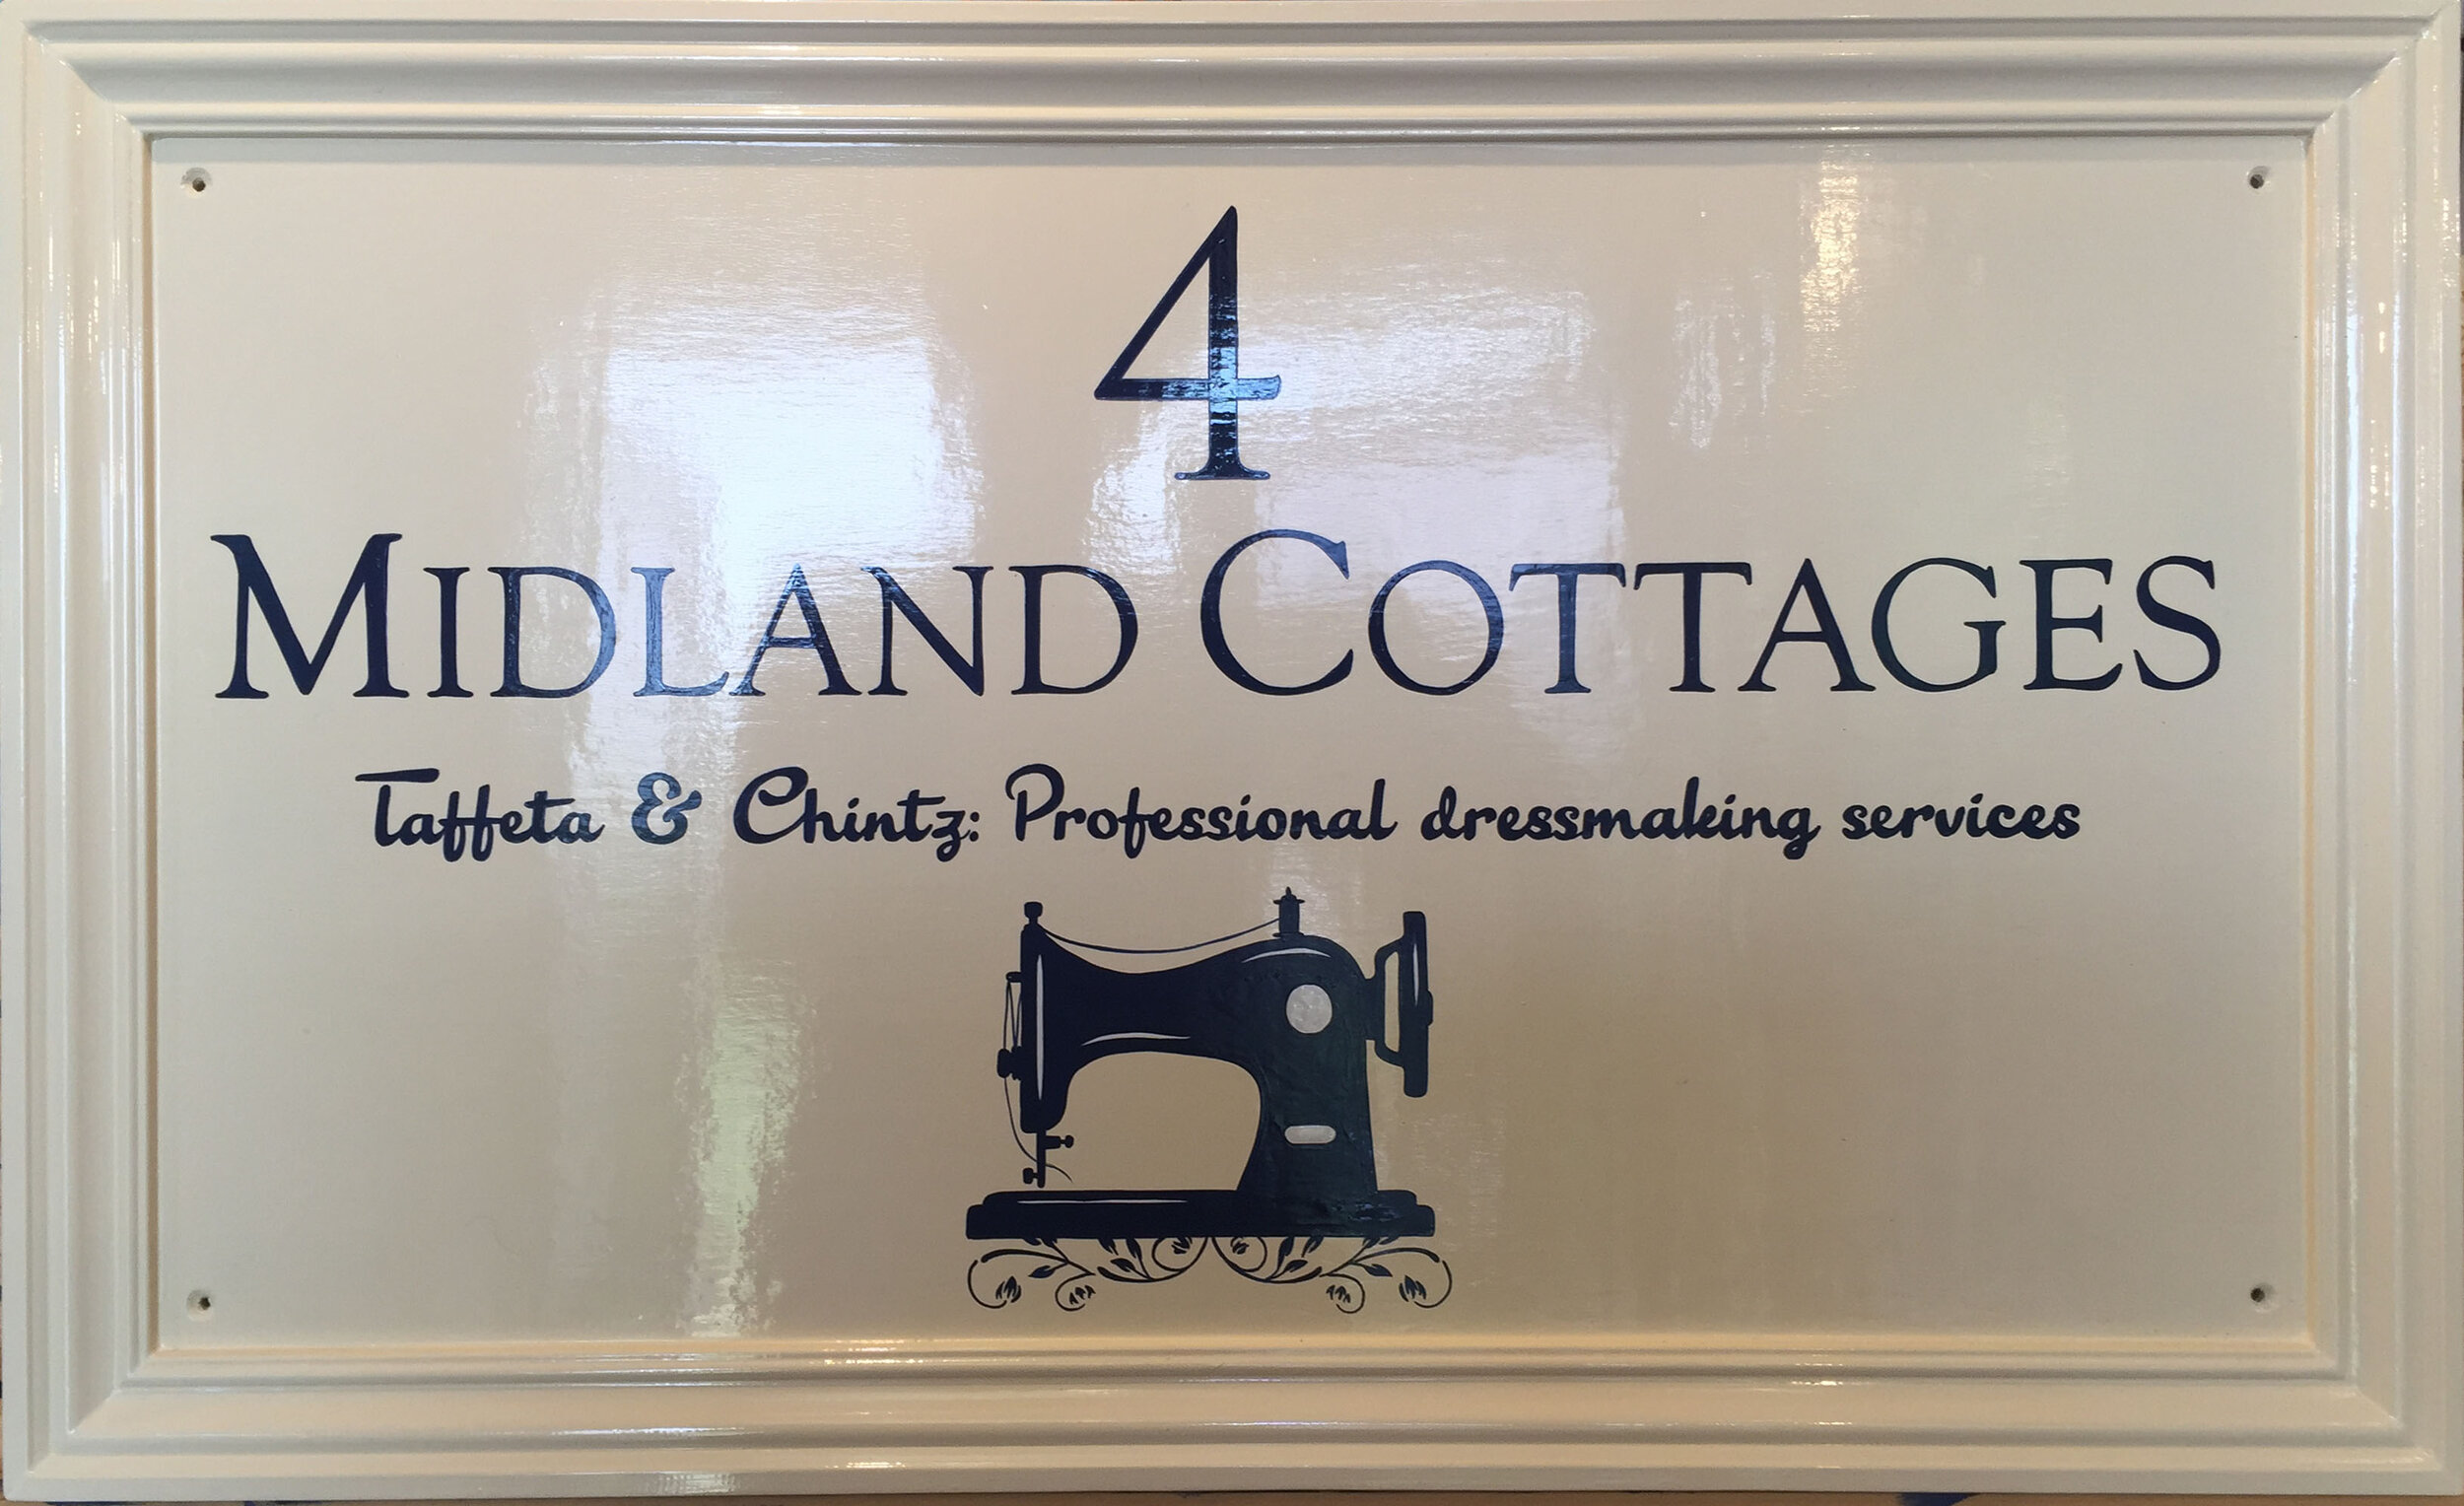 4
MIDLAND COTTAGES
Taffeta & Chintz: Professional dressmaking services